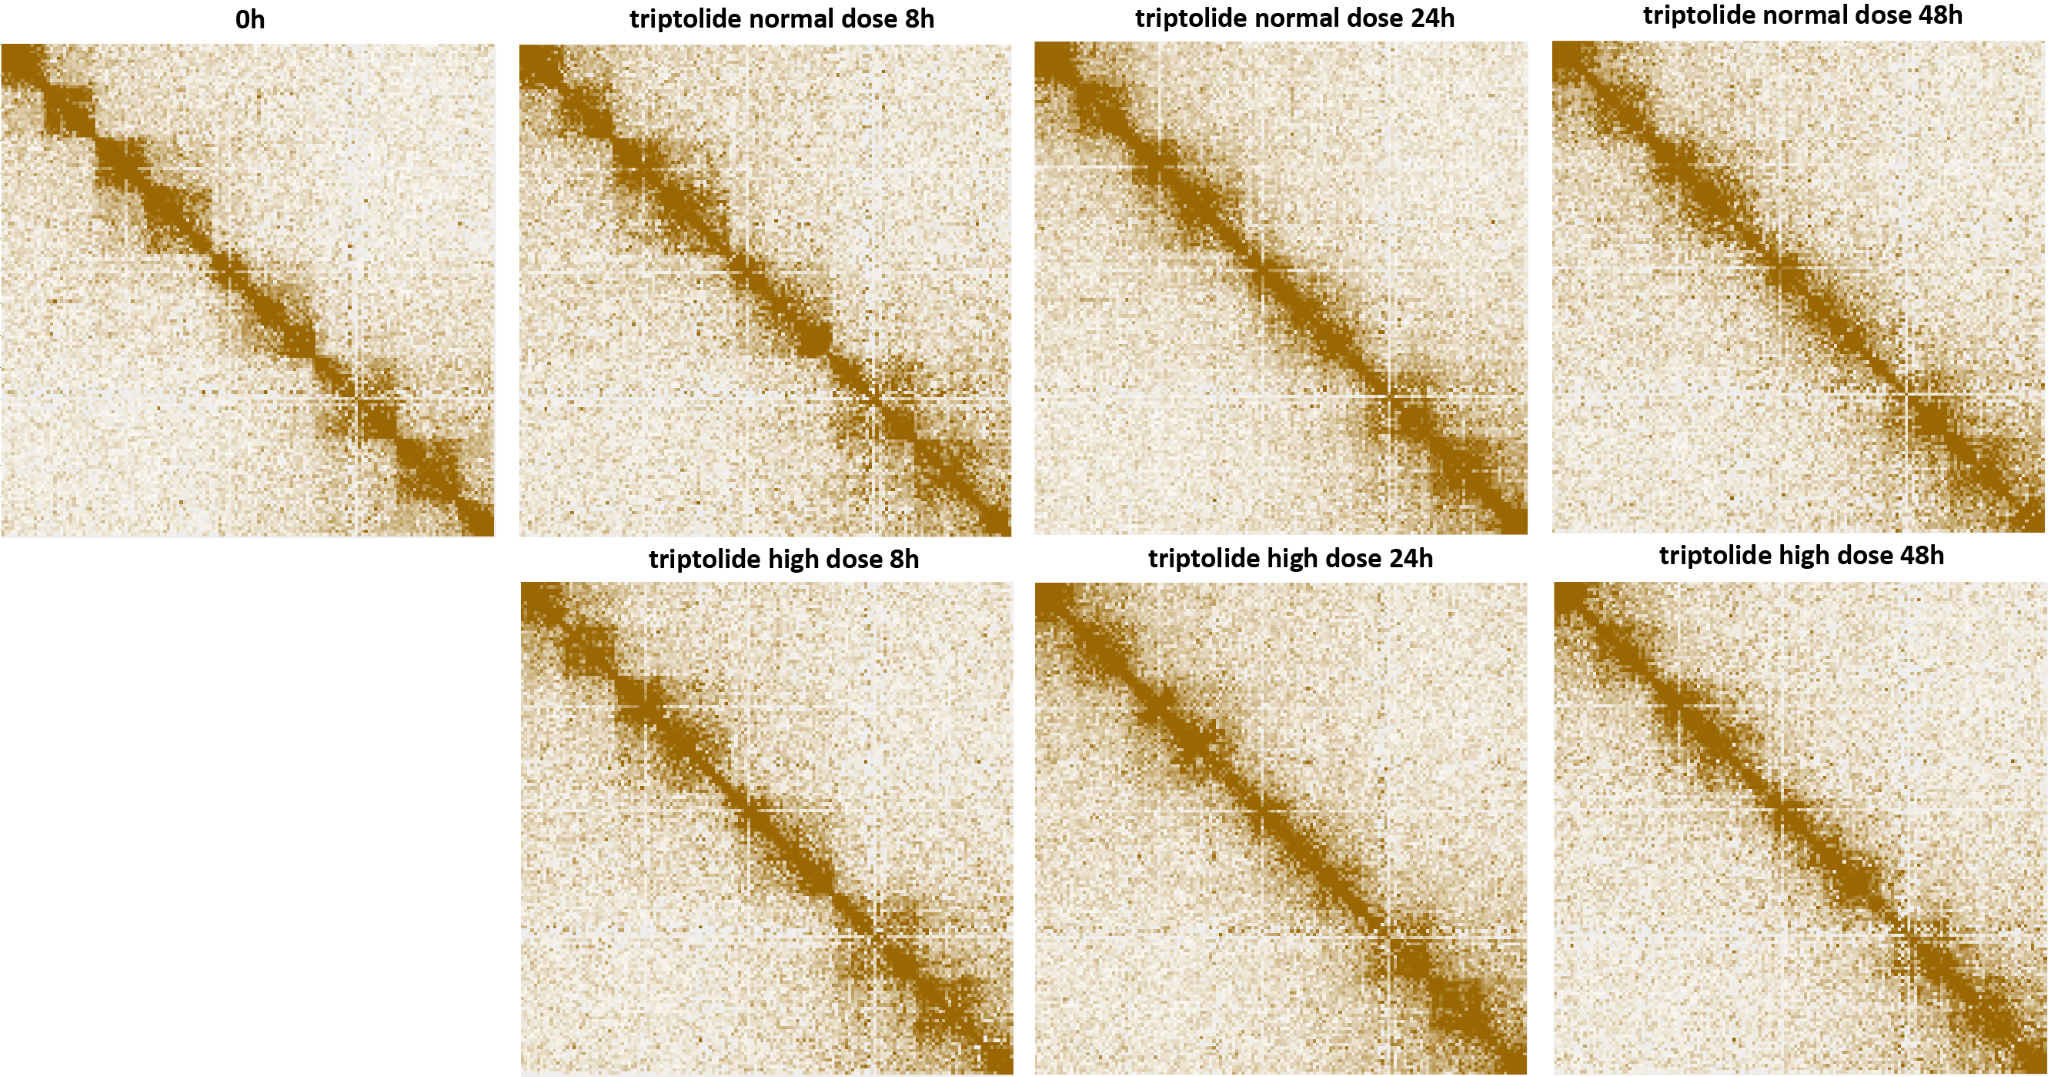 0h
triptolide normal dose 8h
triptolide normal dose 24h
triptolide normal dose 48h
triptolide high dose 8h
triptolide high dose 24h
triptolide high dose 48h